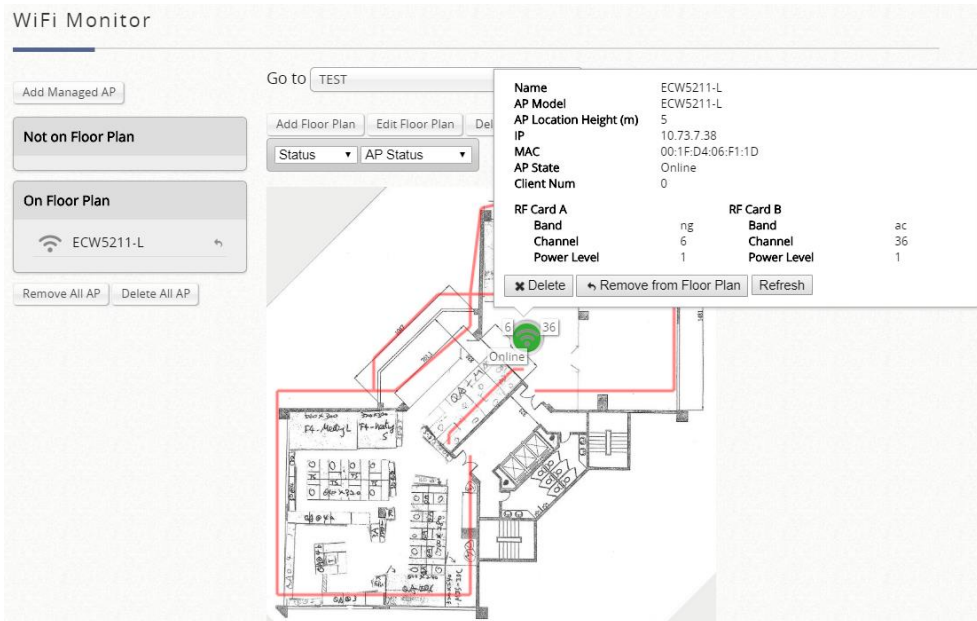 WiFi Monitor
Add Managed AP
Not on Floor Plan
On Floor Plan
ECW5211-L
Remove All AP Delete All AP
Go to TEST
Add Floor Plan Edit Floor Plan
Status AP Status
Name ECW5211-L
AP Model ECW5211-L
AP Location Height (m) 5
IP 10.73.7.38
MAC 00:1F:D4:06:F1:1D
AP State Online
Client Num 0
RF Card A RF Card B
Band ng Band ac
Channel 6 Channel 36
Power Level 1 Power Level 1
Delete Remove from Floor Plan Refresh
6 36
Online